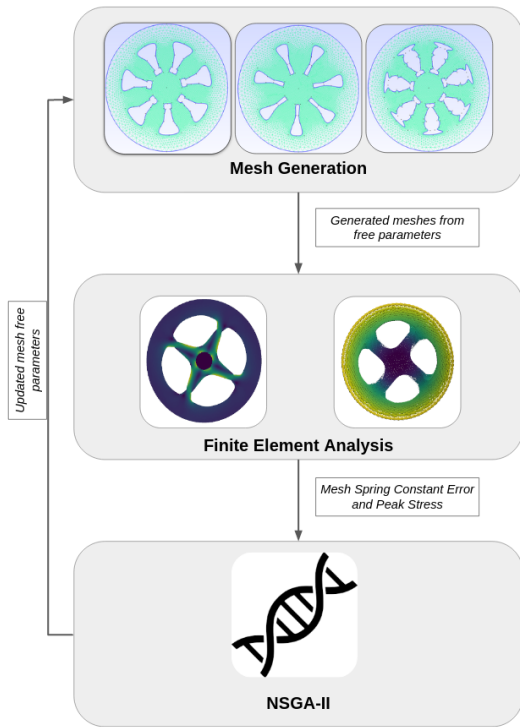 Mesh Generation
Generated meshes from
free parameters
Updated mesh free
parameters
Finite Element Analysis
Mesh Spring Constant Error
and Peak Stress
NSGA-II